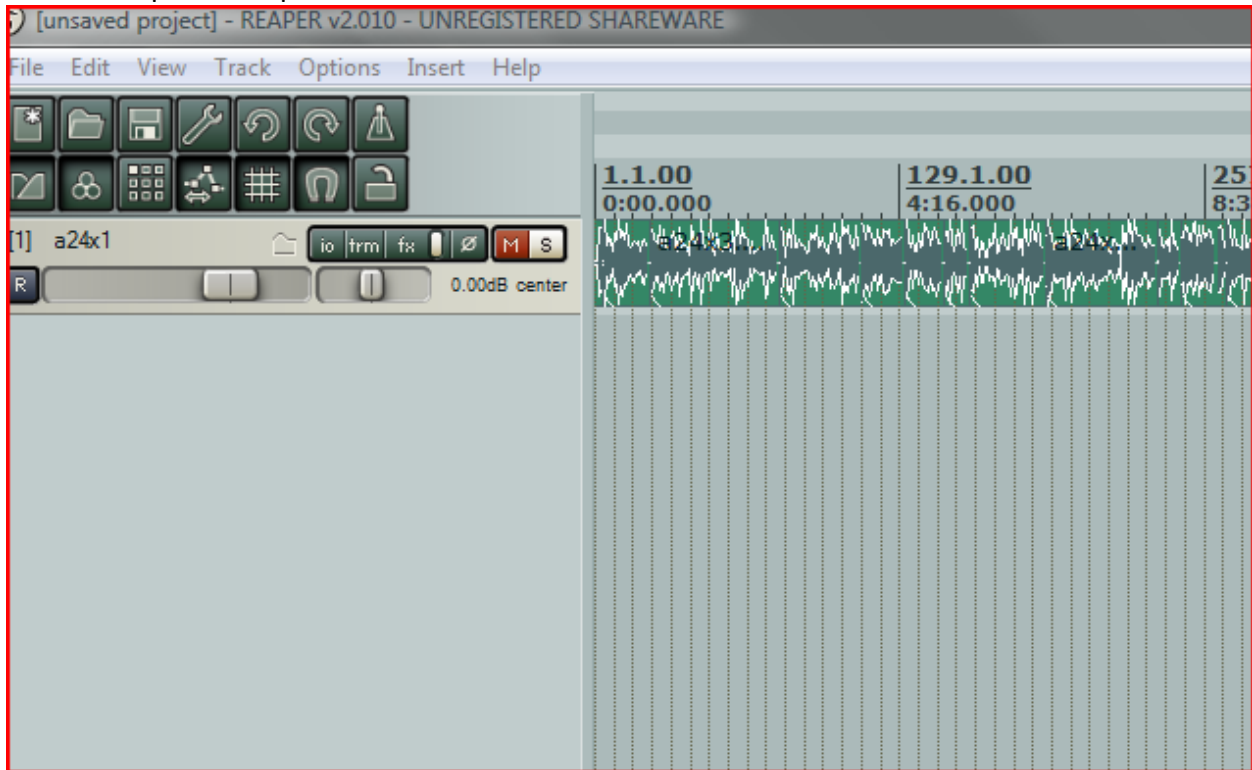 [unsaved project] - REAPER v2.010 - UNREGISTERED SHAREWARE
File Edit View Track Options Insert Help
1.1.00 129.1.00
0:00.000 4:16.000
[1] a24x1 io trm fx Ø M S a24x3... a24x...
R 0.00dB center